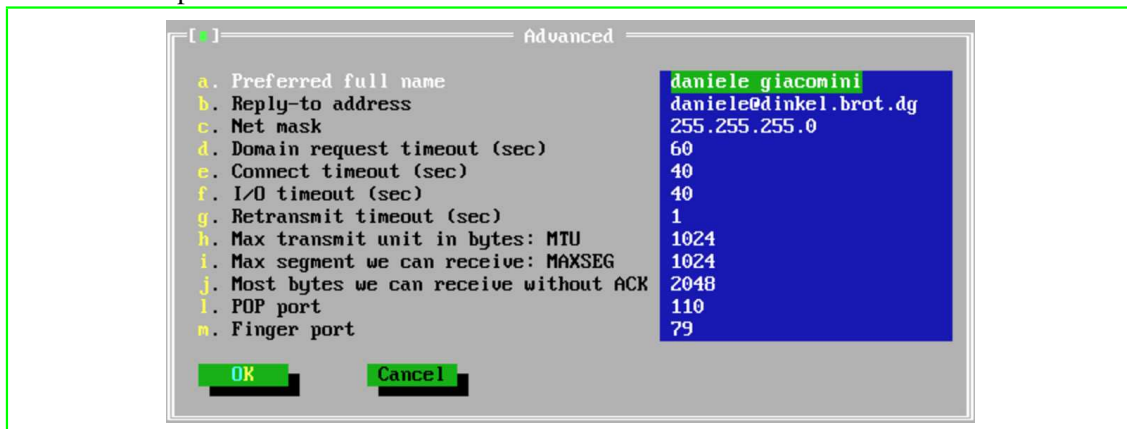 [■] Advanced
a. Preferred full name daniele giacomini
b. Reply-to address daniele@dinkel.brot.dg
c. Net mask 255.255.255.0
d. Domain request timeout (sec) 60
e. Connect timeout (sec) 40
f. I/O timeout (sec) 40
g. Retransmit timeout (sec) 1
h. Max transmit unit in bytes: MTU 1024
i. Max segment we can receive: MAXSEG 1024
j. Most bytes we can receive without ACK 2048
l. POP port 110
m. Finger port 79
OK Cancel